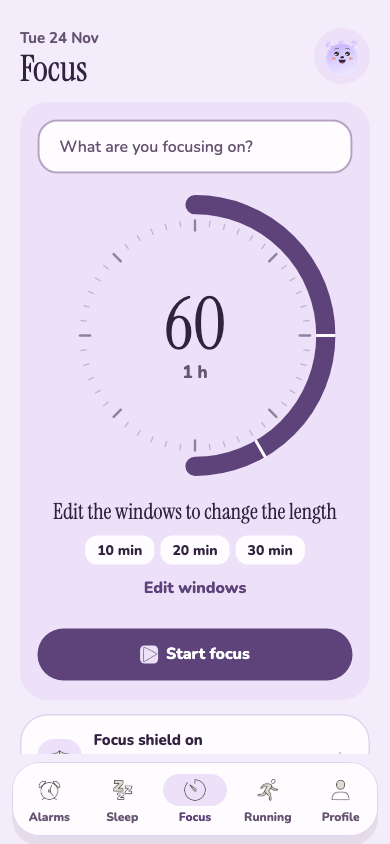 Tue 24 Nov
Focus
What are you focusing on?
60
1 h
Edit the windows to change the length
10 min 20 min 30 min
Edit windows
Start focus
Focus shield on
Alarms Sleep Focus Running Profile